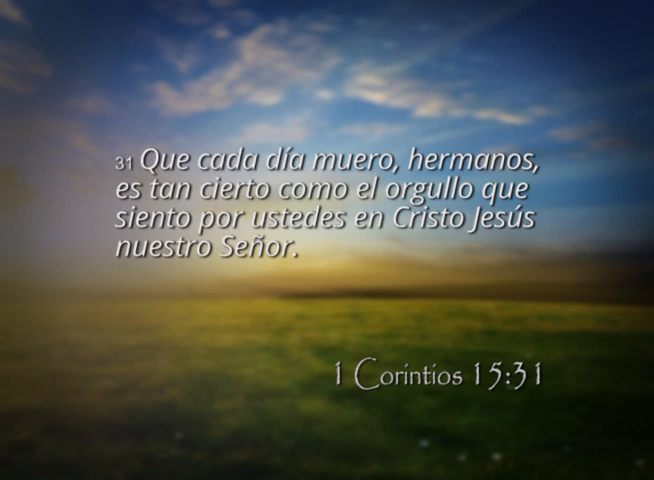 31 Que cada día muero, hermanos,
es tan cierto como el orgullo que
siento por ustedes en Cristo Jesús
nuestro Señor.
1 Corintios 15:31